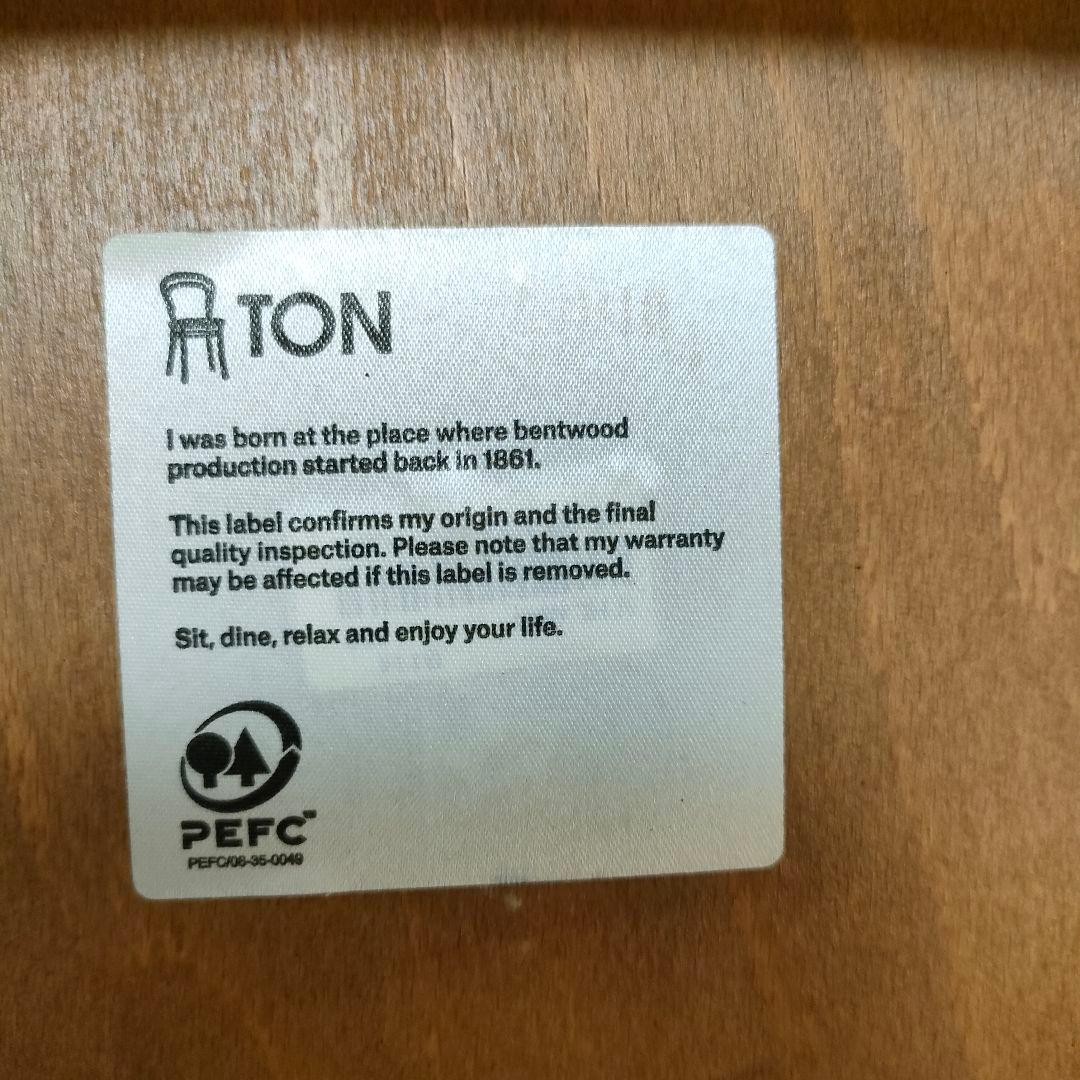 TON
I was born at the place where bentwood
production started back in 1861.
This label confirms my origin and the final
quality inspection. Please note that my warranty
may be affected if this label is removed.
Sit, dine, relax and enjoy your life.
PEFC™
PEFC/08-35-0049